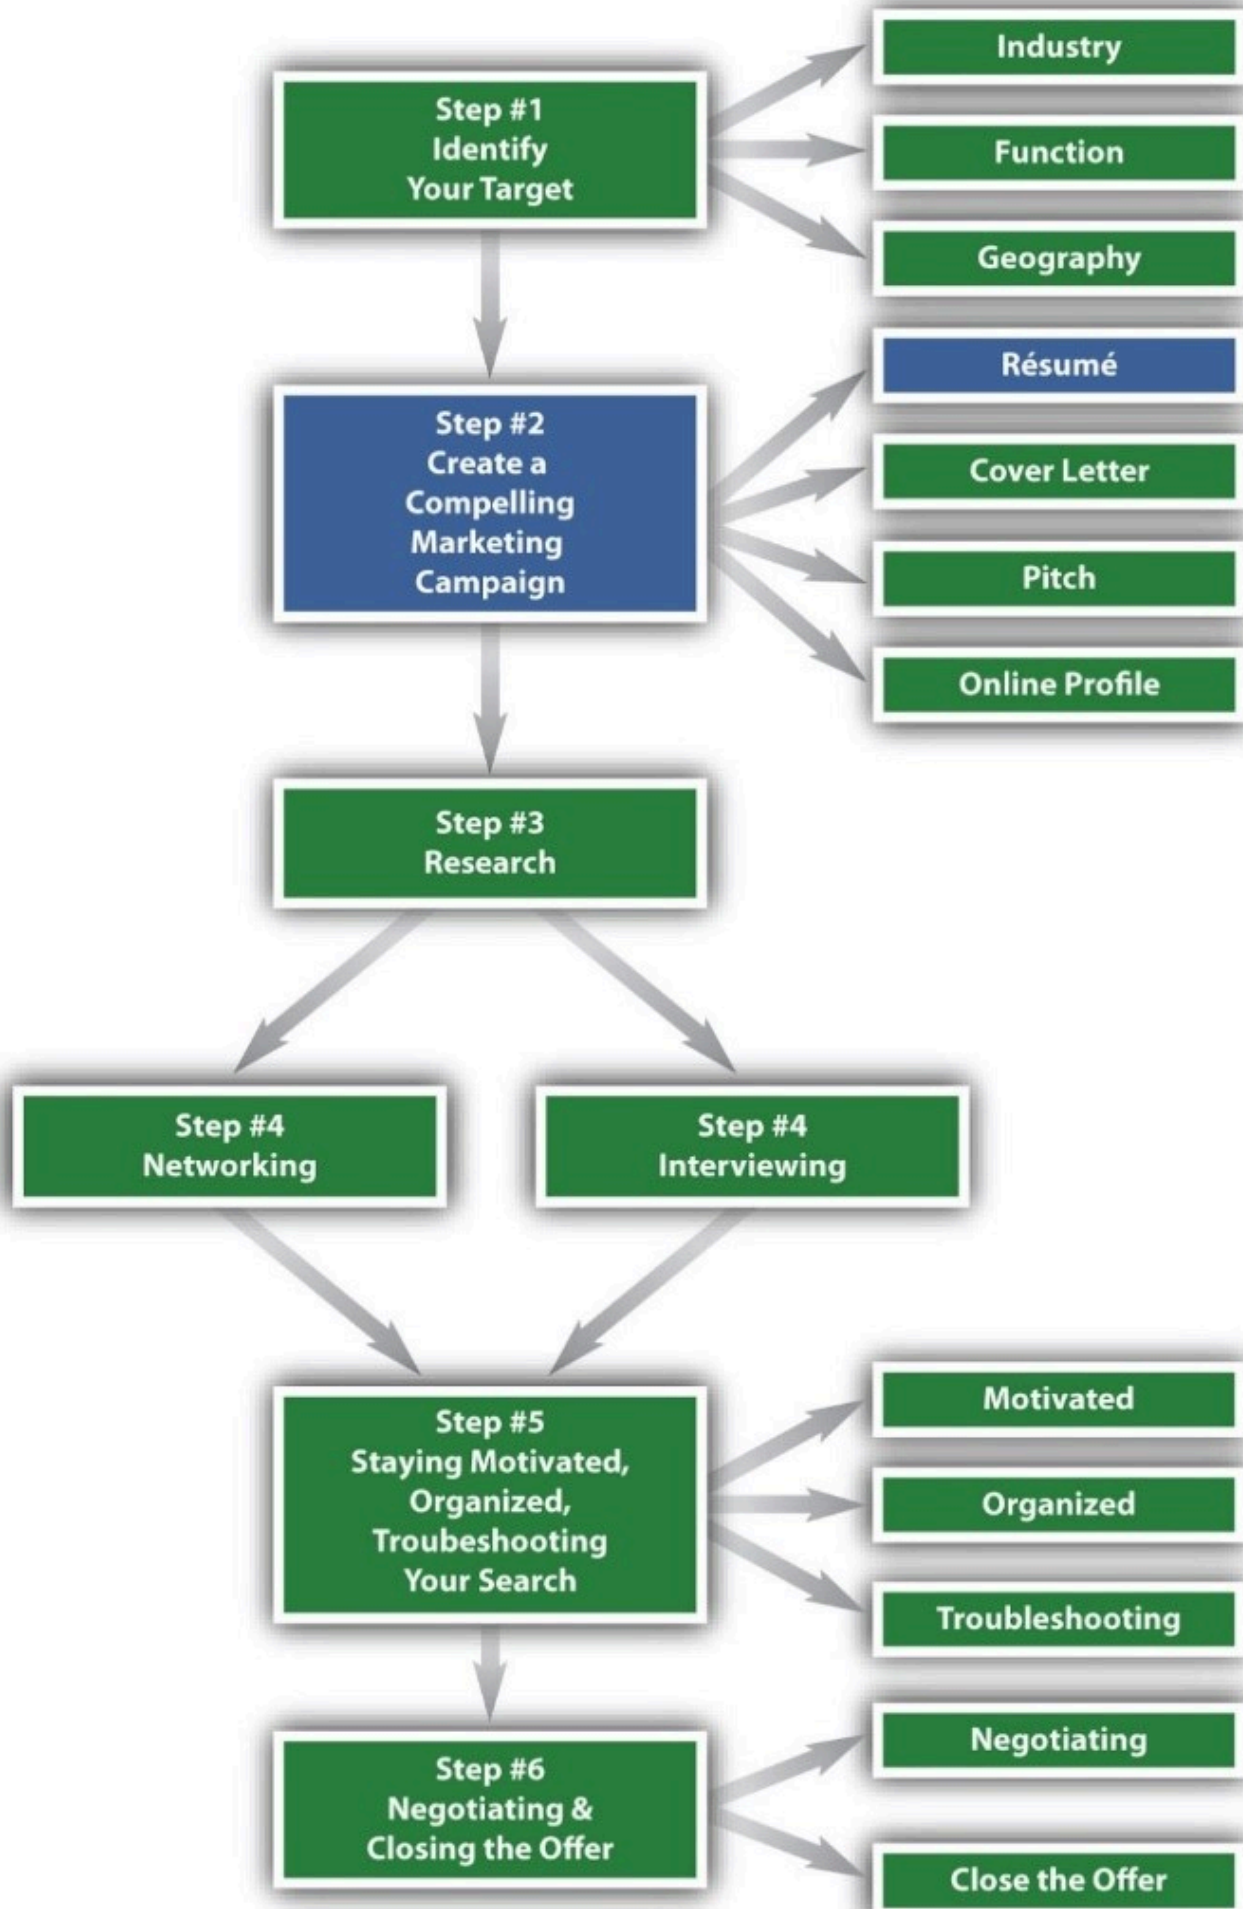 Step #1
Identify
Your Target
Industry
Function
Geography
Step #2
Create a
Compelling
Marketing
Campaign
Résumé
Cover Letter
Pitch
Online Profile
Step #3
Research
Step #4
Networking
Step #4
Interviewing
Step #5
Staying Motivated,
Organized,
Troubeshooting
Your Search
Motivated
Organized
Troubleshooting
Step #6
Negotiating &
Closing the Offer
Negotiating
Close the Offer